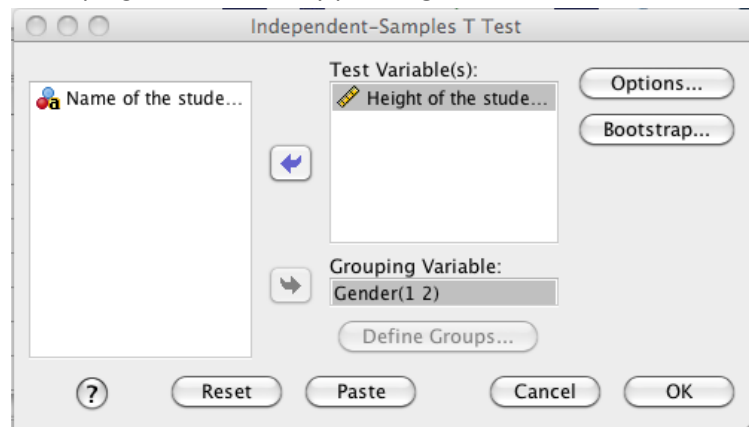 Independent-Samples T Test
Test Variable(s):
Name of the stude...
Height of the stude...
Options...
Bootstrap...
Grouping Variable:
Gender(1 2)
Define Groups...
? Reset Paste Cancel OK